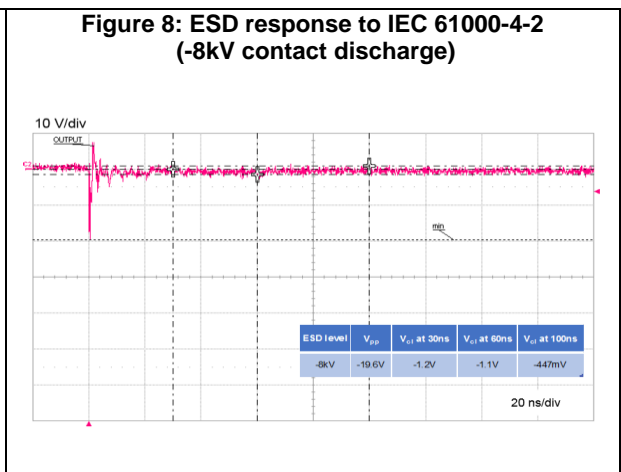 Figure 8: ESD response to IEC 61000-4-2
(-8kV contact discharge)
10 V/div
OUTPUT
C2
min
ESD level Vpp Vcl at 30ns Vcl at 60ns Vcl at 100ns
-8kV -19.6V -1.2V -1.1V -447mV
20 ns/div